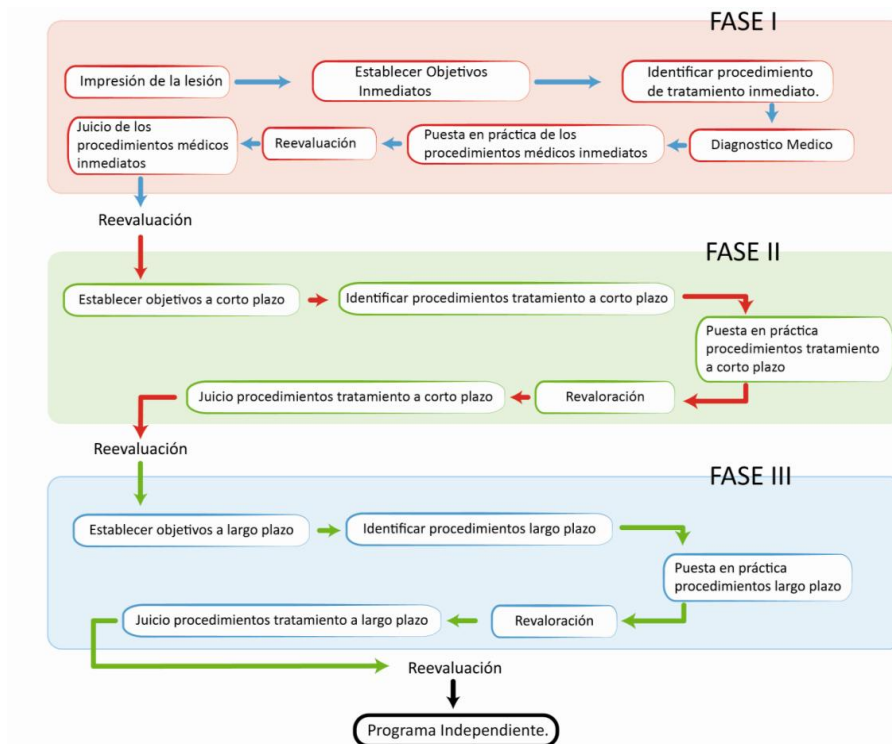 FASE I
Impresión de la lesión
Establecer Objetivos
Inmediatos
Identificar procedimiento
de tratamiento inmediato.
Diagnostico Medico
Puesta en práctica de los
procedimientos médicos inmediatos
Reevaluación
Juicio de los
procedimientos médicos
inmediatos
Reevaluación
FASE II
Establecer objetivos a corto plazo
Identificar procedimientos tratamiento a corto plazo
Puesta en práctica
procedimientos tratamiento
a corto plazo
Revaloración
Juicio procedimientos tratamiento a corto plazo
Reevaluación
FASE III
Establecer objetivos a largo plazo
Identificar procedimientos largo plazo
Puesta en práctica
procedimientos largo plazo
Revaloración
Juicio procedimientos tratamiento a largo plazo
Reevaluación
Programa Independiente.